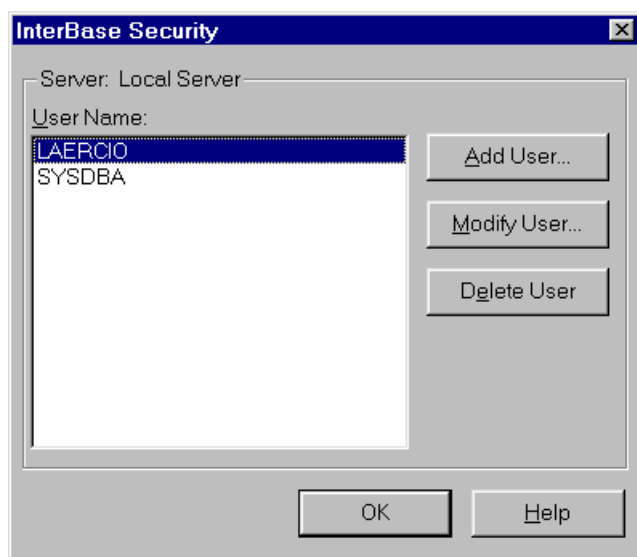 InterBase Security
Server: Local Server
User Name:
LAERCIO
SYSDBA
Add User...
Modify User...
Delete User
OK
Help